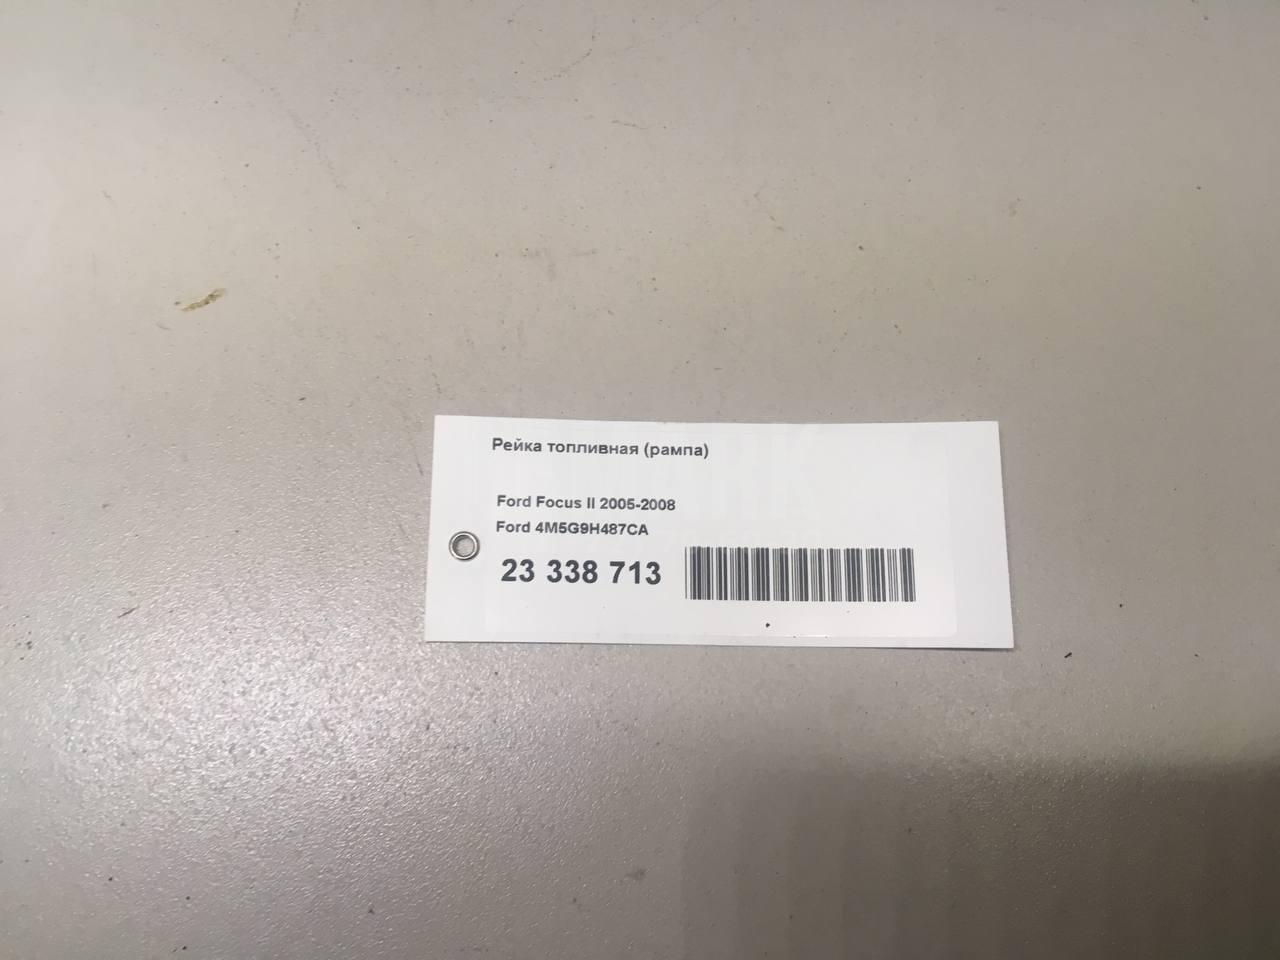 Рейка топливная (рампа)
Ford Focus II 2005-2008
Ford 4M5G9H487CA
23 338 713